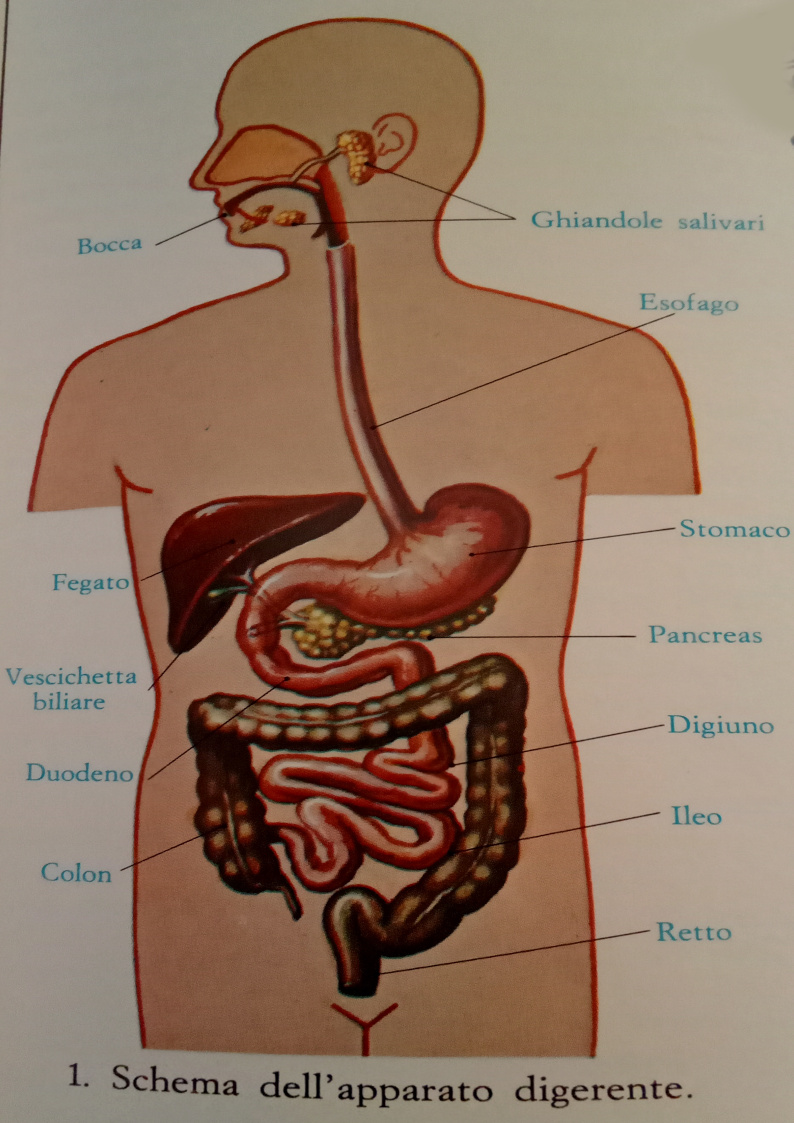 Bocca
Ghiandole salivari
Esofago
Stomaco
Fegato
Pancreas
Vescichetta
biliare
Digiuno
Duodeno
Ileo
Colon
Retto
1. Schema dell'apparato digerente.